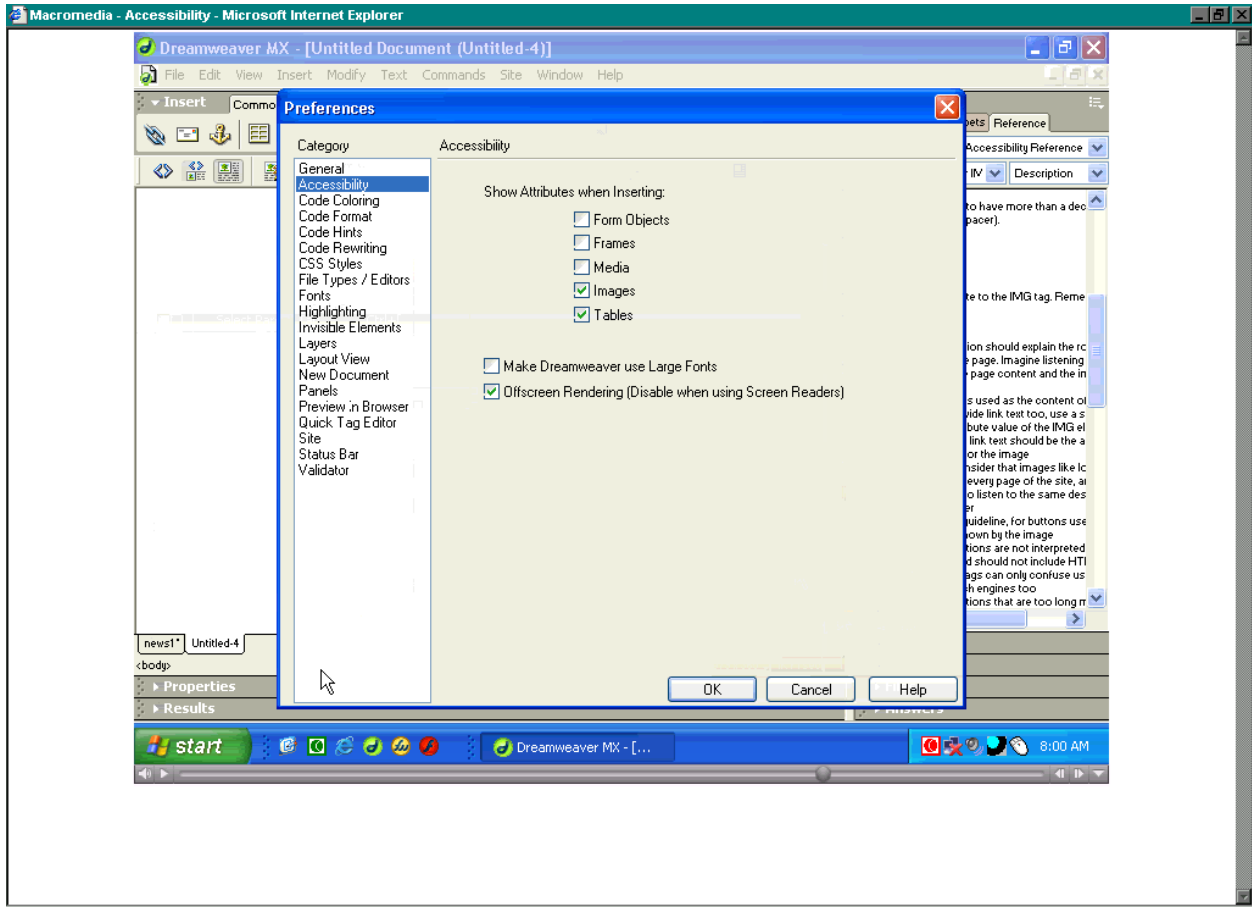 Macromedia - Accessibility - Microsoft Internet Explorer
Dreamweaver MX - [Untitled Document (Untitled-4)]
File Edit View Insert Modify Text Commands Site Window Help
Insert Commo
Preferences
Reference
Category
Accessibility
Accessibility Reference
Description
General
Accessibility
Code Coloring
Code Format
Code Hints
Code Rewriting
CSS Styles
File Types / Editors
Fonts
Highlighting
Invisible Elements
Layers
Layout View
New Document
Panels
Preview in Browser
Quick Tag Editor
Site
Status Bar
Validator
Show Attributes when Inserting:
Form Objects
Frames
Media
Images
Tables
Make Dreamweaver use Large Fonts
Offscreen Rendering (Disable when using Screen Readers)
to have more than a dec
pacer).
te to the IMG tag. Reme
ion should explain the
page. Imagine listening
page content and the in
s used as the content of
vide link text too, use a s
bute value of the IMG el
link text should be the a
or the image
nsider that images like lo
every page of the site, a
o listen to the same des
er
uideline, for buttons use
own by the image
tions are not interpreted
d should not include HT
ags can only confuse us
h engines too
tions that are too long
OK Cancel Help
news1* Untitled-4
<body>
Properties
Results
Answers
start
Dreamweaver MX - [...
8:00 AM